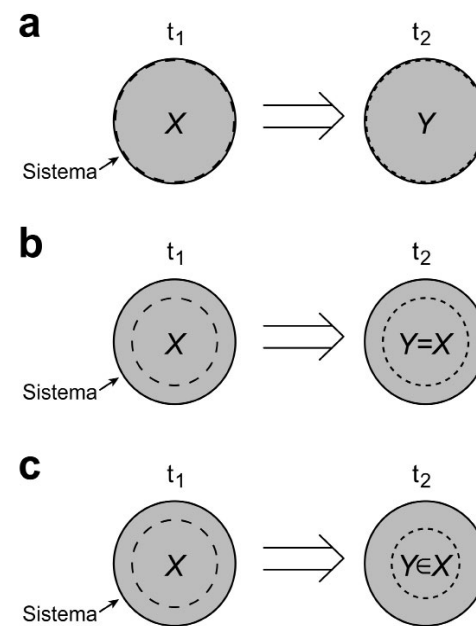 a
t1 t2
X Y
Sistema
b
t1 t2
X Y=X
Sistema
c
t1 t2
X Y∈X
Sistema